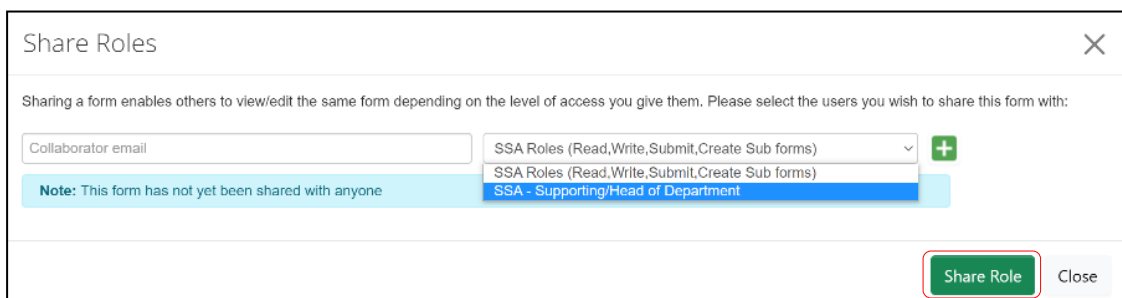 Share Roles
Sharing a form enables others to view/edit the same form depending on the level of access you give them. Please select the users you wish to share this form with:
Collaborator email
SSA Roles (Read,Write,Submit,Create Sub forms)
SSA Roles (Read,Write,Submit,Create Sub forms)
Note: This form has not yet been shared with anyone
SSA - Supporting/Head of Department
Share Role
Close